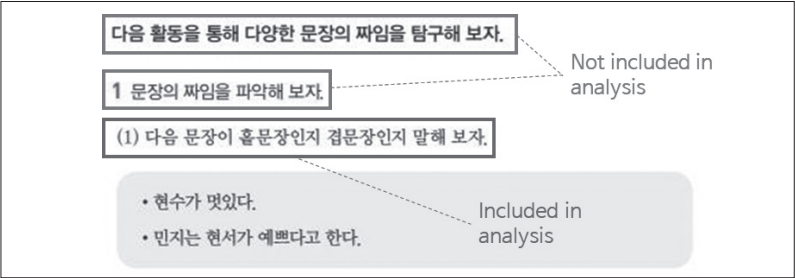 다음 활동을 통해 다양한 문장의 짜임을 탐구해 보자.
Not included in
analysis
1 문장의 짜임을 파악해 보자.
(1) 다음 문장이 홑문장인지 겹문장인지 말해 보자.
• 현수가 멋있다.
Included in
analysis
• 민지는 현서가 예쁘다고 한다.